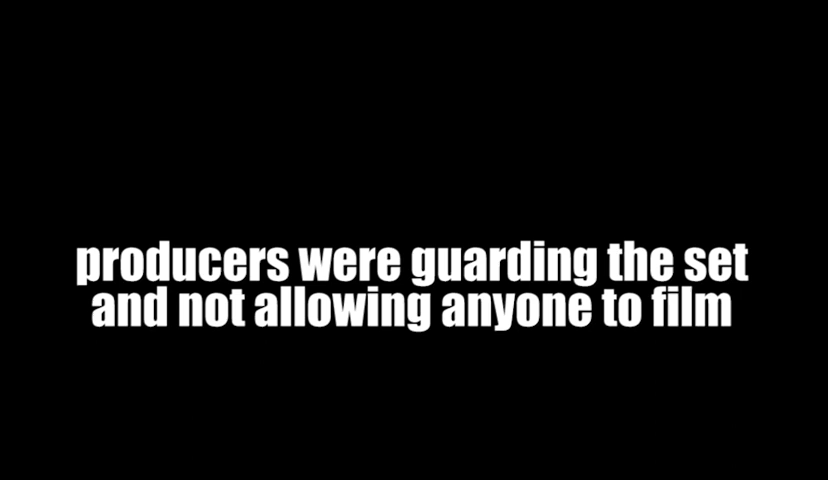 producers were guarding the set
and not allowing anyone to film